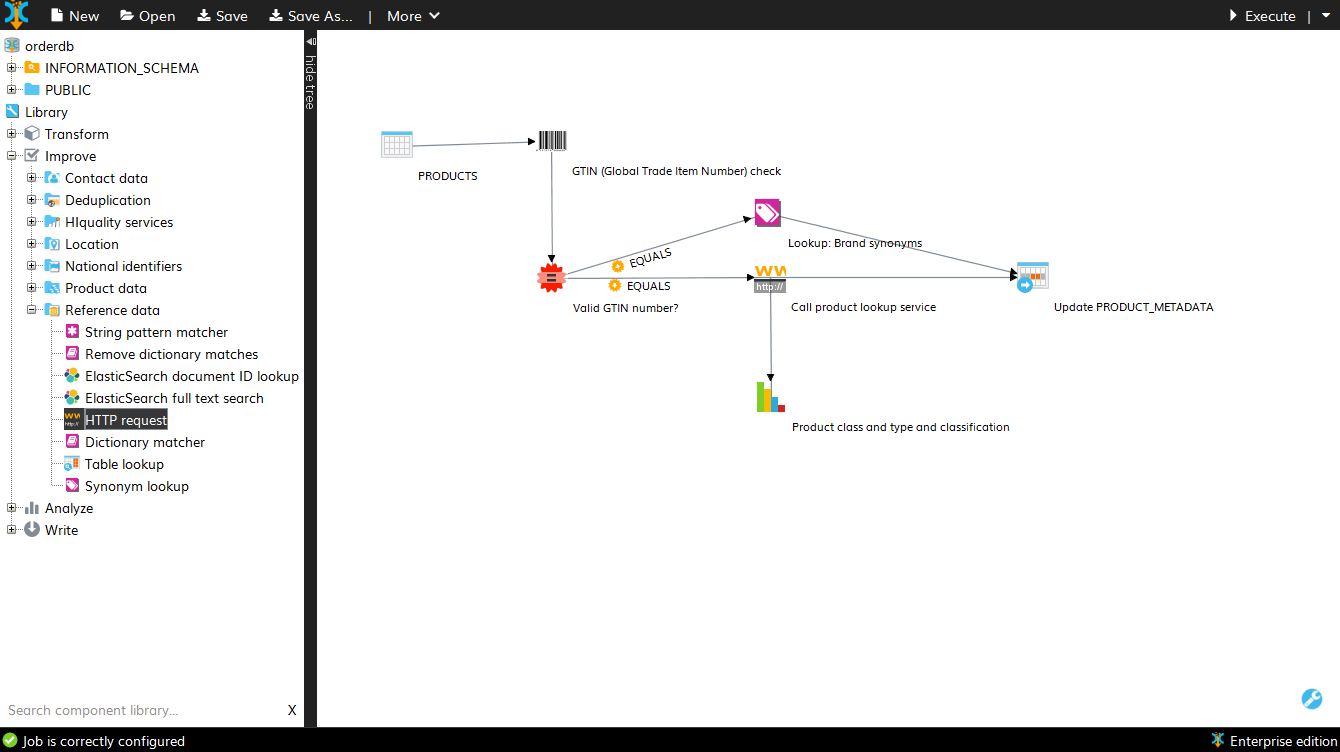 New Open Save Save As... | More Execute |
orderdb
INFORMATION_SCHEMA
PUBLIC
Library
Transform
Improve
Contact data
Deduplication
HIquality services
Location
National identifiers
Product data
Reference data
String pattern matcher
Remove dictionary matches
ElasticSearch document ID lookup
ElasticSearch full text search
HTTP request
Dictionary matcher
Table lookup
Synonym lookup
Analyze
Write
Search component library... X
hide tree
PRODUCTS
GTIN (Global Trade Item Number) check
Lookup: Brand synonyms
EQUALS
EQUALS
Valid GTIN number?
WW
http://
Call product lookup service
Update PRODUCT_METADATA
Product class and type and classification
Job is correctly configured
Enterprise edition